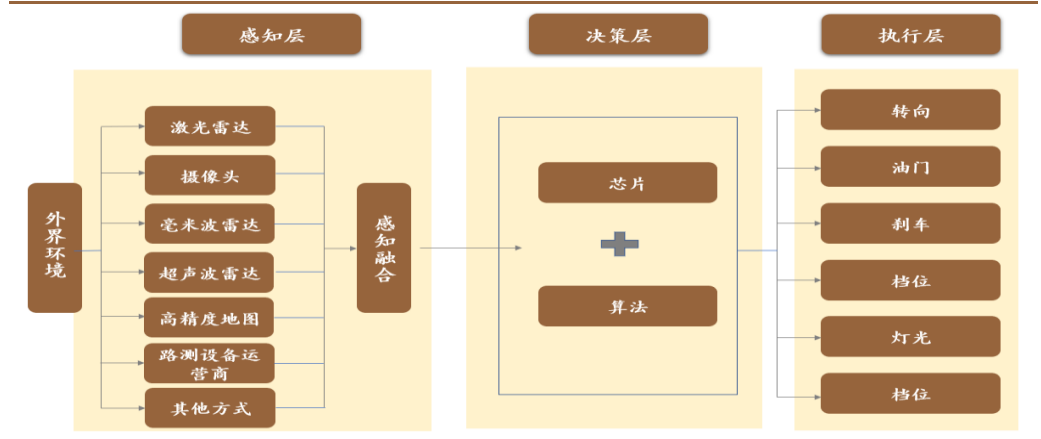 感知层
决策层
执行层
外界环境
激光雷达
摄像头
毫米波雷达
超声波雷达
高精度地图
路测设备运
营商
其他方式
感知融合
芯片
算法
转向
油门
刹车
档位
灯光
档位